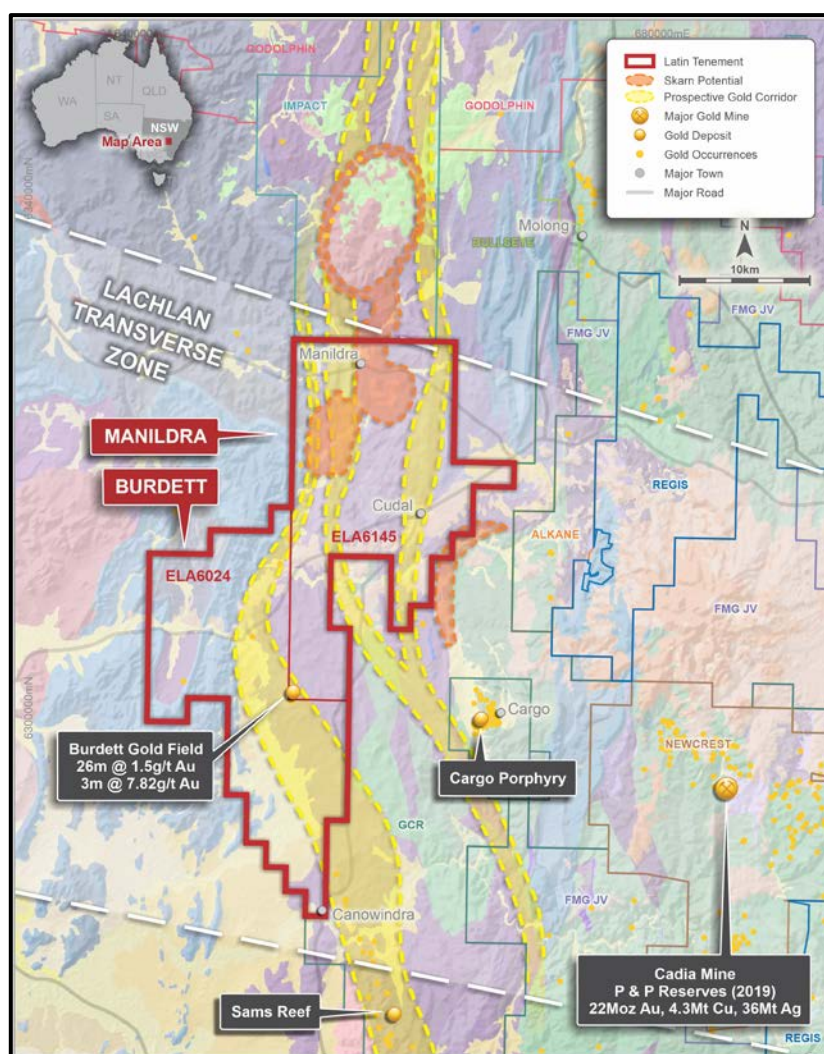 680000mE
GODOLPHIN
IMPACT
GODOLPHIN
WA
NT
SA
QLD
NSW
Map Area
Latin Tenement
Skarn Potential
Prospective Gold Corridor
Major Gold Mine
Gold Deposit
Gold Occurrences
Major Town
Major Road
N
10km
Molong
LACHLAN
TRANSVERSE
ZONE
FMG JV
FMG JV
Manildra
MANILDRA
BURDETT
REGIS
Cudal
ELA6145
ALKANE
ELA6024
FMG JV
6300000mN
Burdett Gold Field
26m @ 1.5g/t Au
3m @ 7.82g/t Au
Cargo
Cargo Porphyry
NEWCREST
GCR
FMG JV
Canowindra
Cadia Mine
P & P Reserves (2019)
22Moz Au, 4.3Mt Cu, 36Mt Ag
Sams Reef